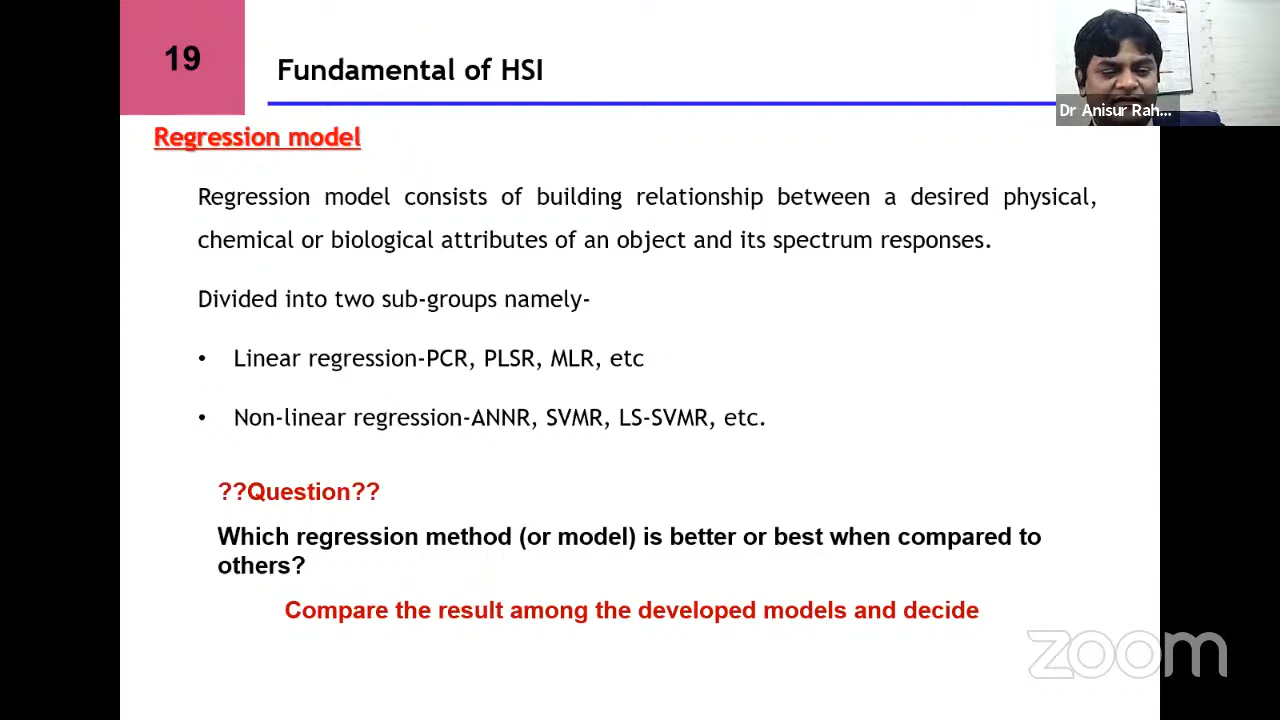 19
Fundamental of HSI
Dr Anisur Rah...
Regression model
Regression model consists of building relationship between a desired physical,
chemical or biological attributes of an object and its spectrum responses.
Divided into two sub-groups namely-
• Linear regression-PCR, PLSR, MLR, etc
• Non-linear regression-ANNR, SVMR, LS-SVMR, etc.
??Question??
Which regression method (or model) is better or best when compared to
others?
Compare the result among the developed models and decide
zoom